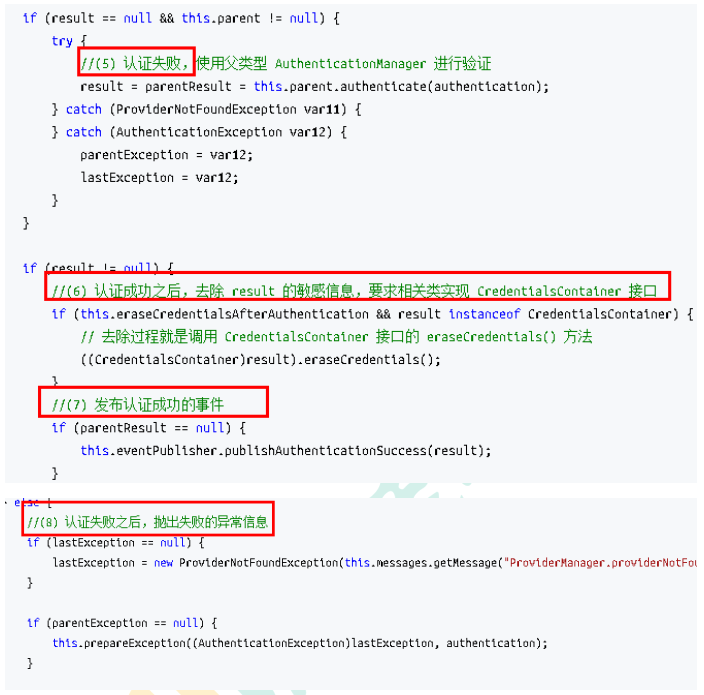 if (result == null && this.parent != null) {
try {
//(5) 认证失败，使用父类型 AuthenticationManager 进行验证
result = parentResult = this.parent.authenticate(authentication);
} catch (ProviderNotFoundException var11) {
} catch (AuthenticationException var12) {
parentException = var12;
lastException = var12;
}
}
if (result != null) {
//(6) 认证成功之后，去除 result 的敏感信息，要求相关类实现 CredentialsContainer 接口
if (this.eraseCredentialsAfterAuthentication && result instanceof CredentialsContainer) {
// 去除过程就是调用 CredentialsContainer 接口的 eraseCredentials() 方法
((CredentialsContainer)result).eraseCredentials();
}
//(7) 发布认证成功的事件
if (parentResult == null) {
this.eventPublisher.publishAuthenticationSuccess(result);
}
else {
//(8) 认证失败之后，抛出失败的异常信息
if (lastException == null) {
lastException = new ProviderNotFoundException(this.messages.getMessage("ProviderManager.providerNotFou
}
if (parentException == null) {
this.prepareException((AuthenticationException)lastException, authentication);
}